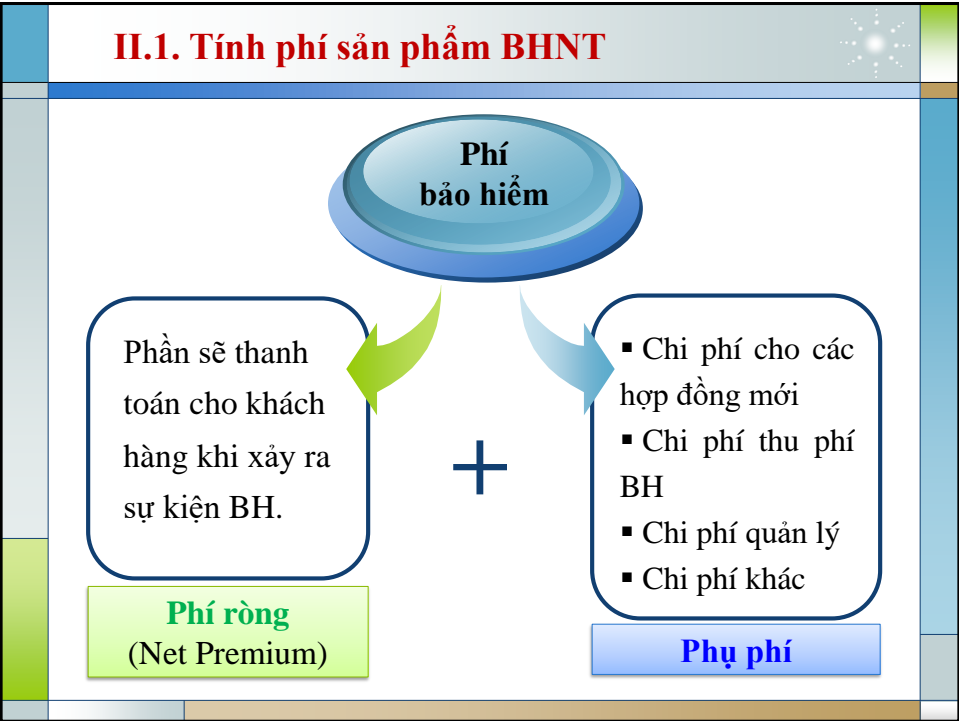 II.1. Tính phí sản phẩm BHNT
Phí
bảo hiểm
Phần sẽ thanh
toán cho khách
hàng khi xảy ra
sự kiện BH.
+
▪ Chi phí cho các
hợp đồng mới
▪ Chi phí thu phí
BH
▪ Chi phí quản lý
▪ Chi phí khác
Phí ròng
(Net Premium)
Phụ phí